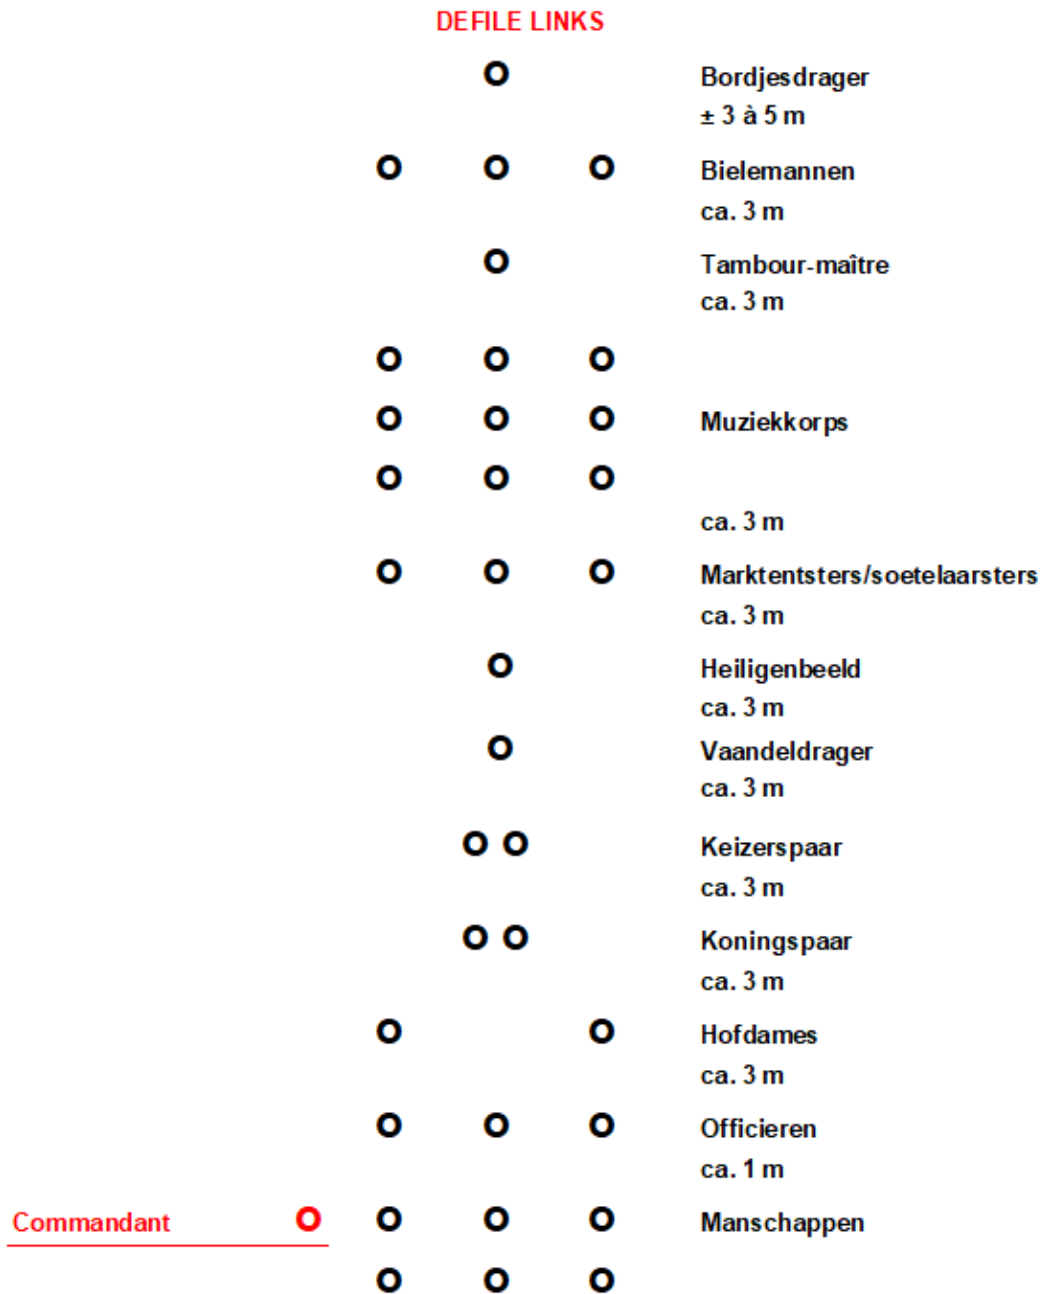 DEFILE LINKS
O Bordjesdrager
± 3 à 5 m
O O O Bielemannen
ca. 3 m
O Tambour-maître
ca. 3 m
O O O
O O O Muziekkorps
O O O
ca. 3 m
O O O Marktentsters/soetelaarsters
ca. 3 m
O Heiligenbeeld
ca. 3 m
O Vaandeldrager
ca. 3 m
O O Keizerspaar
ca. 3 m
O O Koningspaar
ca. 3 m
O O Hofdames
ca. 3 m
O O O Officieren
ca. 1 m
Commandant O O O O Manschappen
O O O